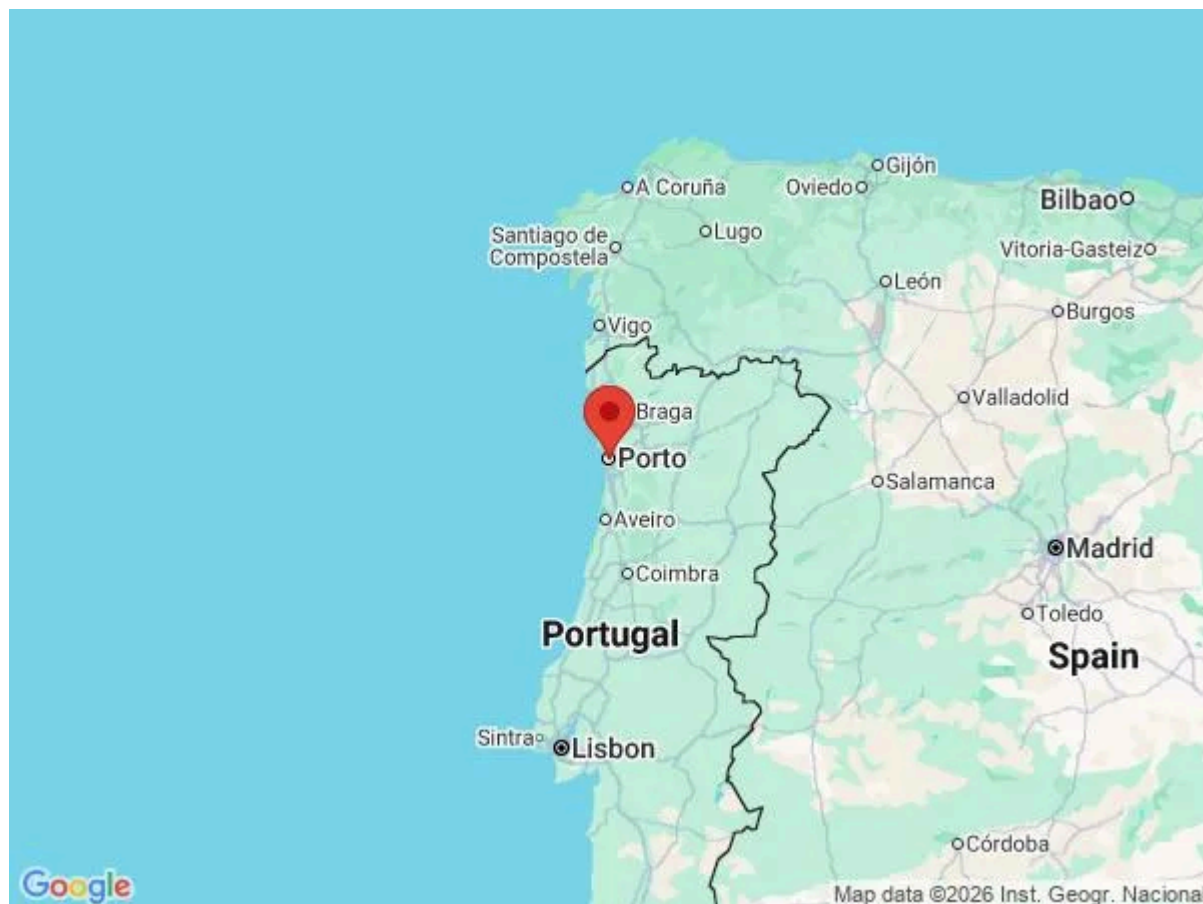 Gijón
A Coruña
Oviedo
Bilbao
Lugo
Santiago de
Compostela
Vitoria-Gasteiz
León
Burgos
Vigo
Valladolid
Braga
Porto
Salamanca
Aveiro
Madrid
Coimbra
Toledo
Portugal
Spain
Sintra
Lisbon
Córdoba
Google
Map data ©2026 Inst. Geogr. Nacional